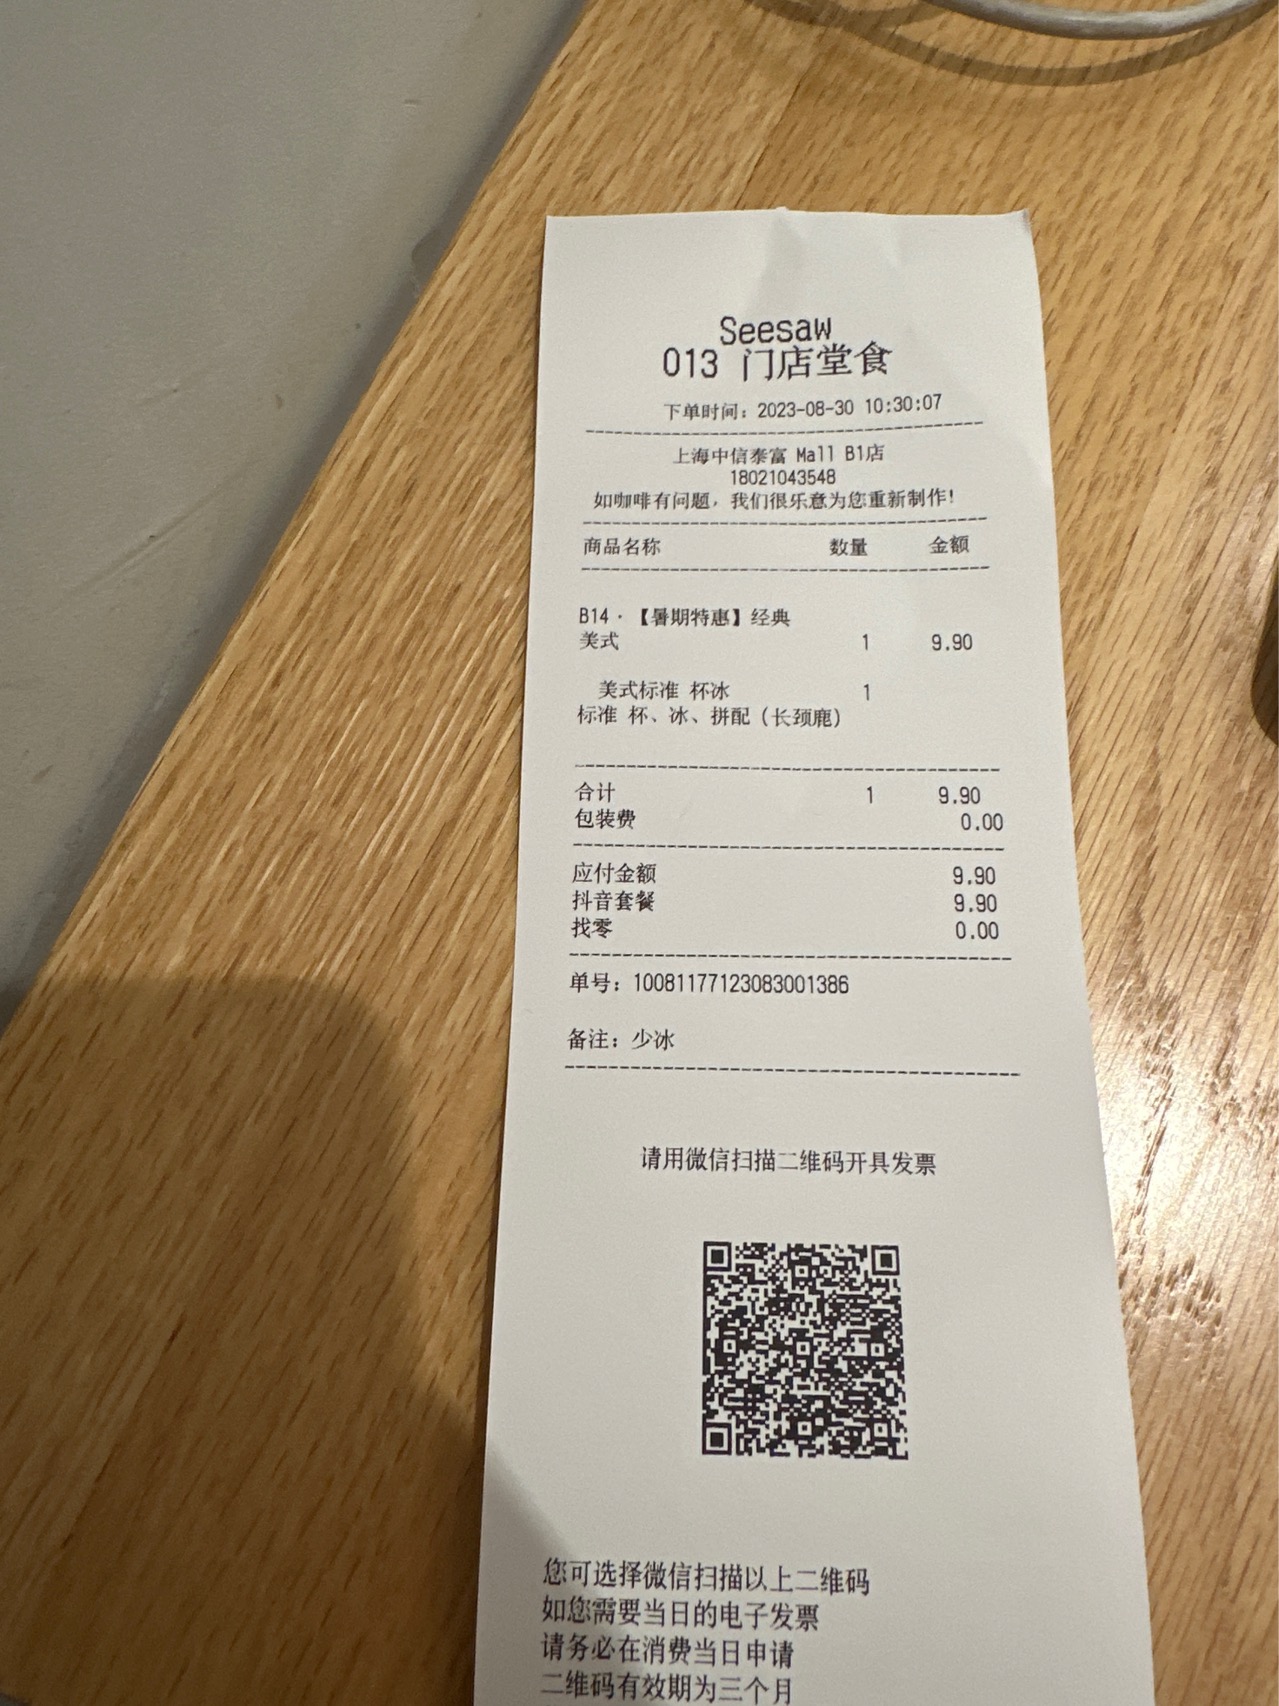 Seesaw
013 门店堂食
下单时间：2023-08-30 10:30:07
上海中信泰富 Mall B1店
18021043548
如咖啡有问题，我们很乐意为您重新制作！
商品名称 数量 金额
B14·【暑期特惠】经典
美式 1 9.90
美式标准 杯冰 1
标准 杯、冰、拼配（长颈鹿）
合计 1 9.90
包装费 0.00
应付金额 9.90
抖音套餐 9.90
找零 0.00
单号：10081177123083001386
备注：少冰
请用微信扫描二维码开具发票
您可选择微信扫描以上二维码
如您需要当日的电子发票
请务必在消费当日申请
二维码有效期为三个月